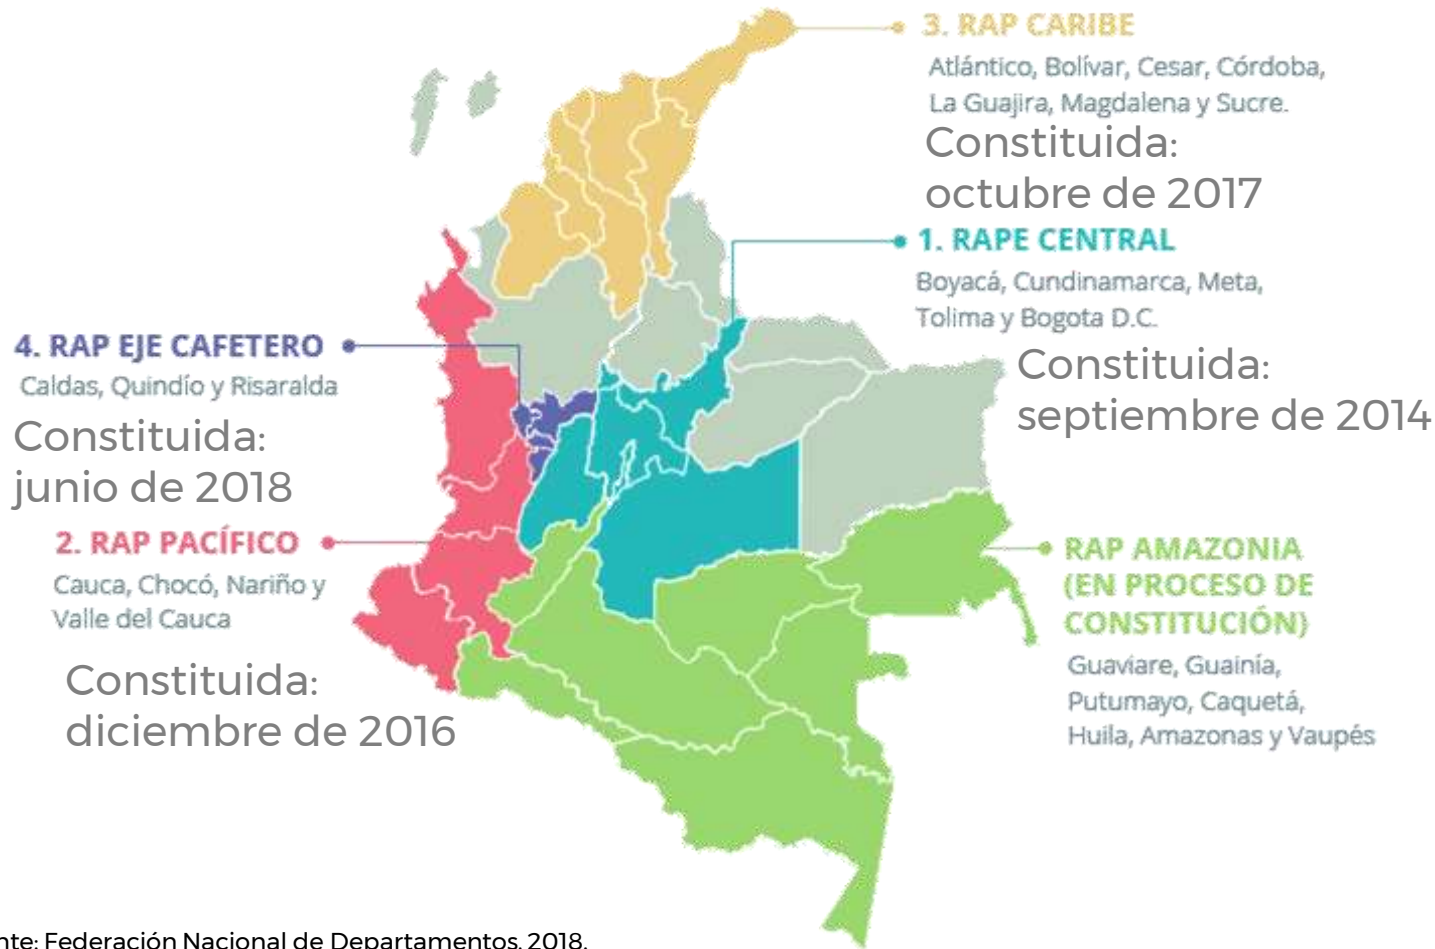 3. RAP CARIBE
Atlántico, Bolívar, Cesar, Córdoba,
La Guajira, Magdalena y Sucre.
Constituida:
octubre de 2017
1. RAPE CENTRAL
Boyacá, Cundinamarca, Meta,
Tolima y Bogota D.C.
Constituida:
septiembre de 2014
4. RAP EJE CAFETERO
Caldas, Quindío y Risaralda
Constituida:
junio de 2018
2. RAP PACÍFICO
Cauca, Chocó, Nariño y
Valle del Cauca
Constituida:
diciembre de 2016
RAP AMAZONIA
(EN PROCESO DE
CONSTITUCIÓN)
Guaviare, Guainía,
Putumayo, Caquetá,
Huila, Amazonas y Vaupés
nte: Federación Nacional de Departamentos, 2018.